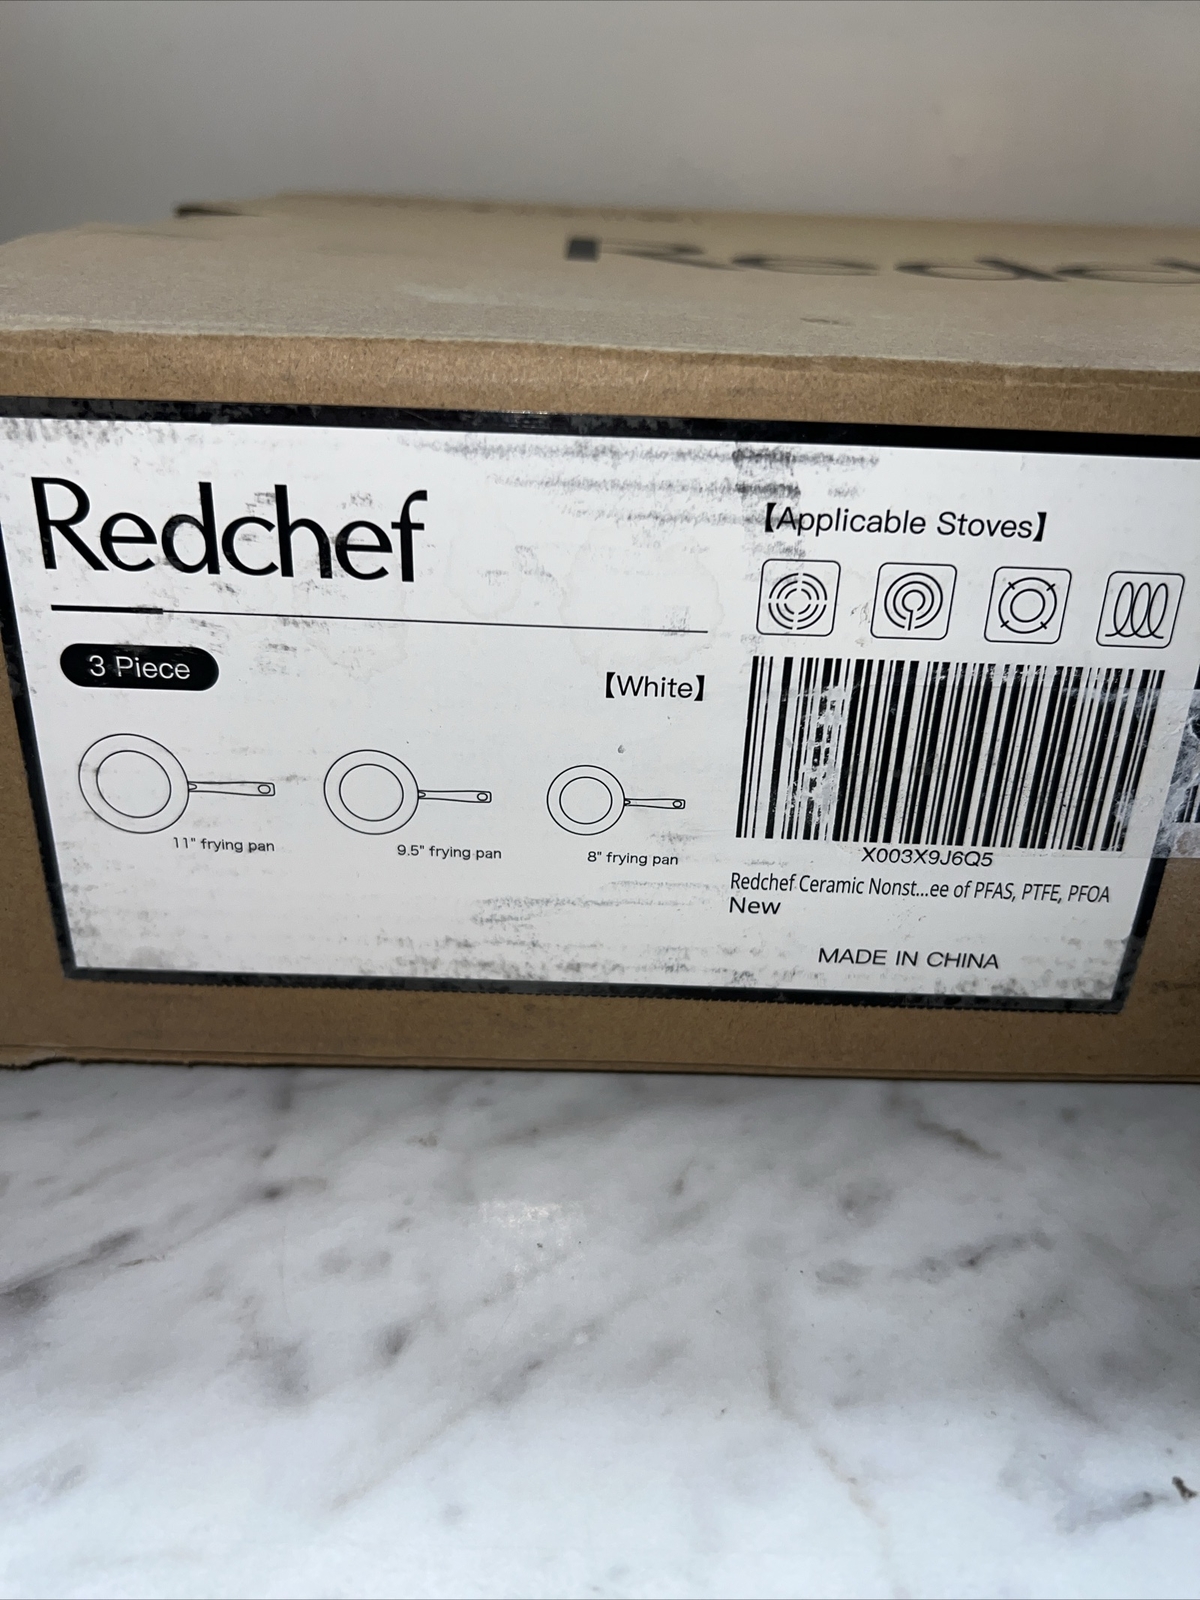 Redc
Redchef
3 Piece
【White】
11" frying pan
9.5" frying pan
8" frying pan
【Applicable Stoves】
X003X9J6Q5
Redchef Ceramic Nonst...ee of PFAS, PTFE, PFOA
New
MADE IN CHINA